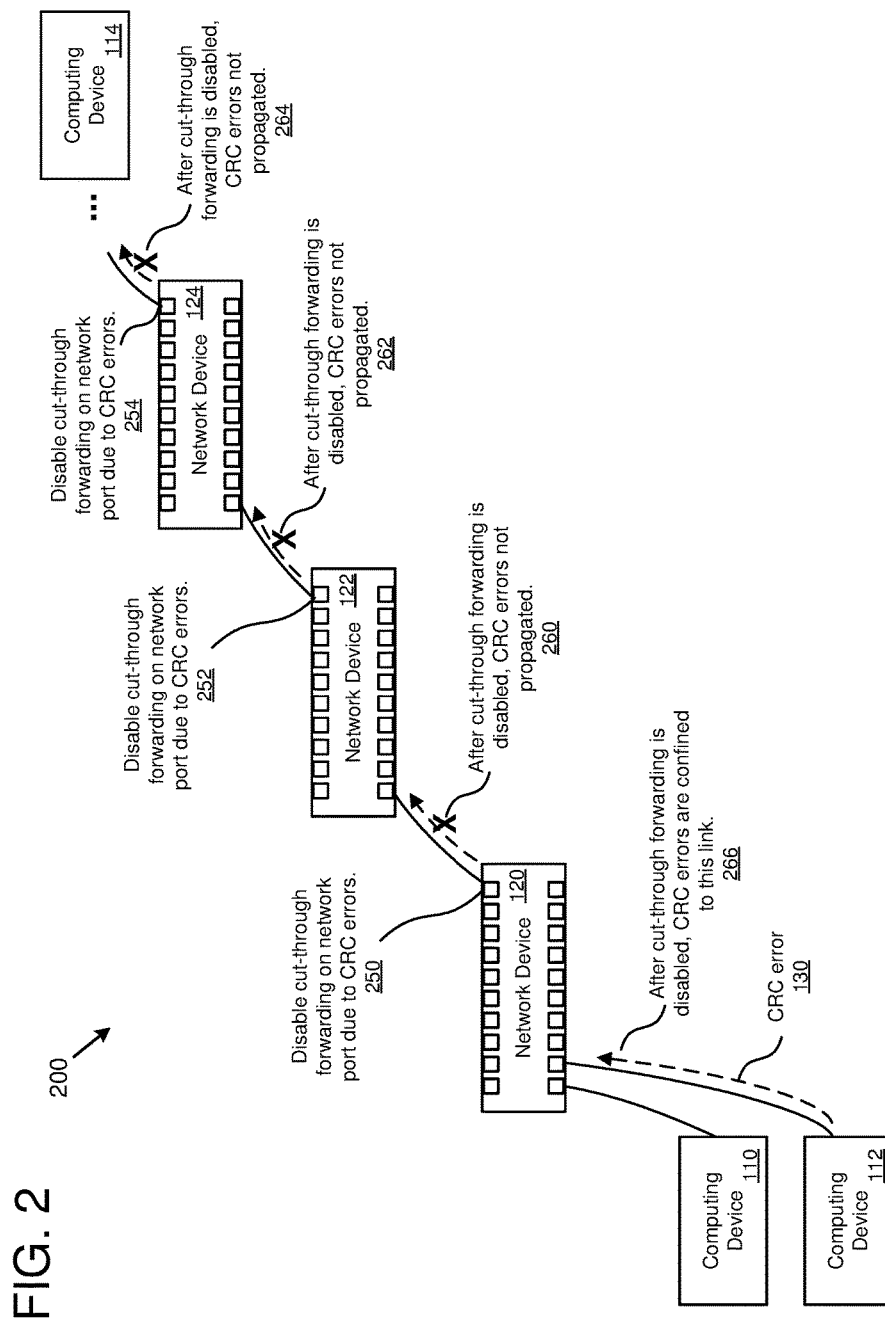 FIG. 2
200
Computing
Device
110
Computing
Device
112
CRC error
130
After cut-through forwarding is
disabled, CRC errors are confined
to this link.
266
Network Device
120
Disable cut-through
forwarding on network
port due to CRC errors.
250
After cut-through forwarding is
disabled, CRC errors not
propagated.
260
Network Device
122
Disable cut-through
forwarding on network
port due to CRC errors.
252
After cut-through forwarding is
disabled, CRC errors not
propagated.
262
Network Device
124
Disable cut-through
forwarding on network
port due to CRC errors.
254
After cut-through
forwarding is disabled,
CRC errors not
propagated.
264
...
Computing
Device
114